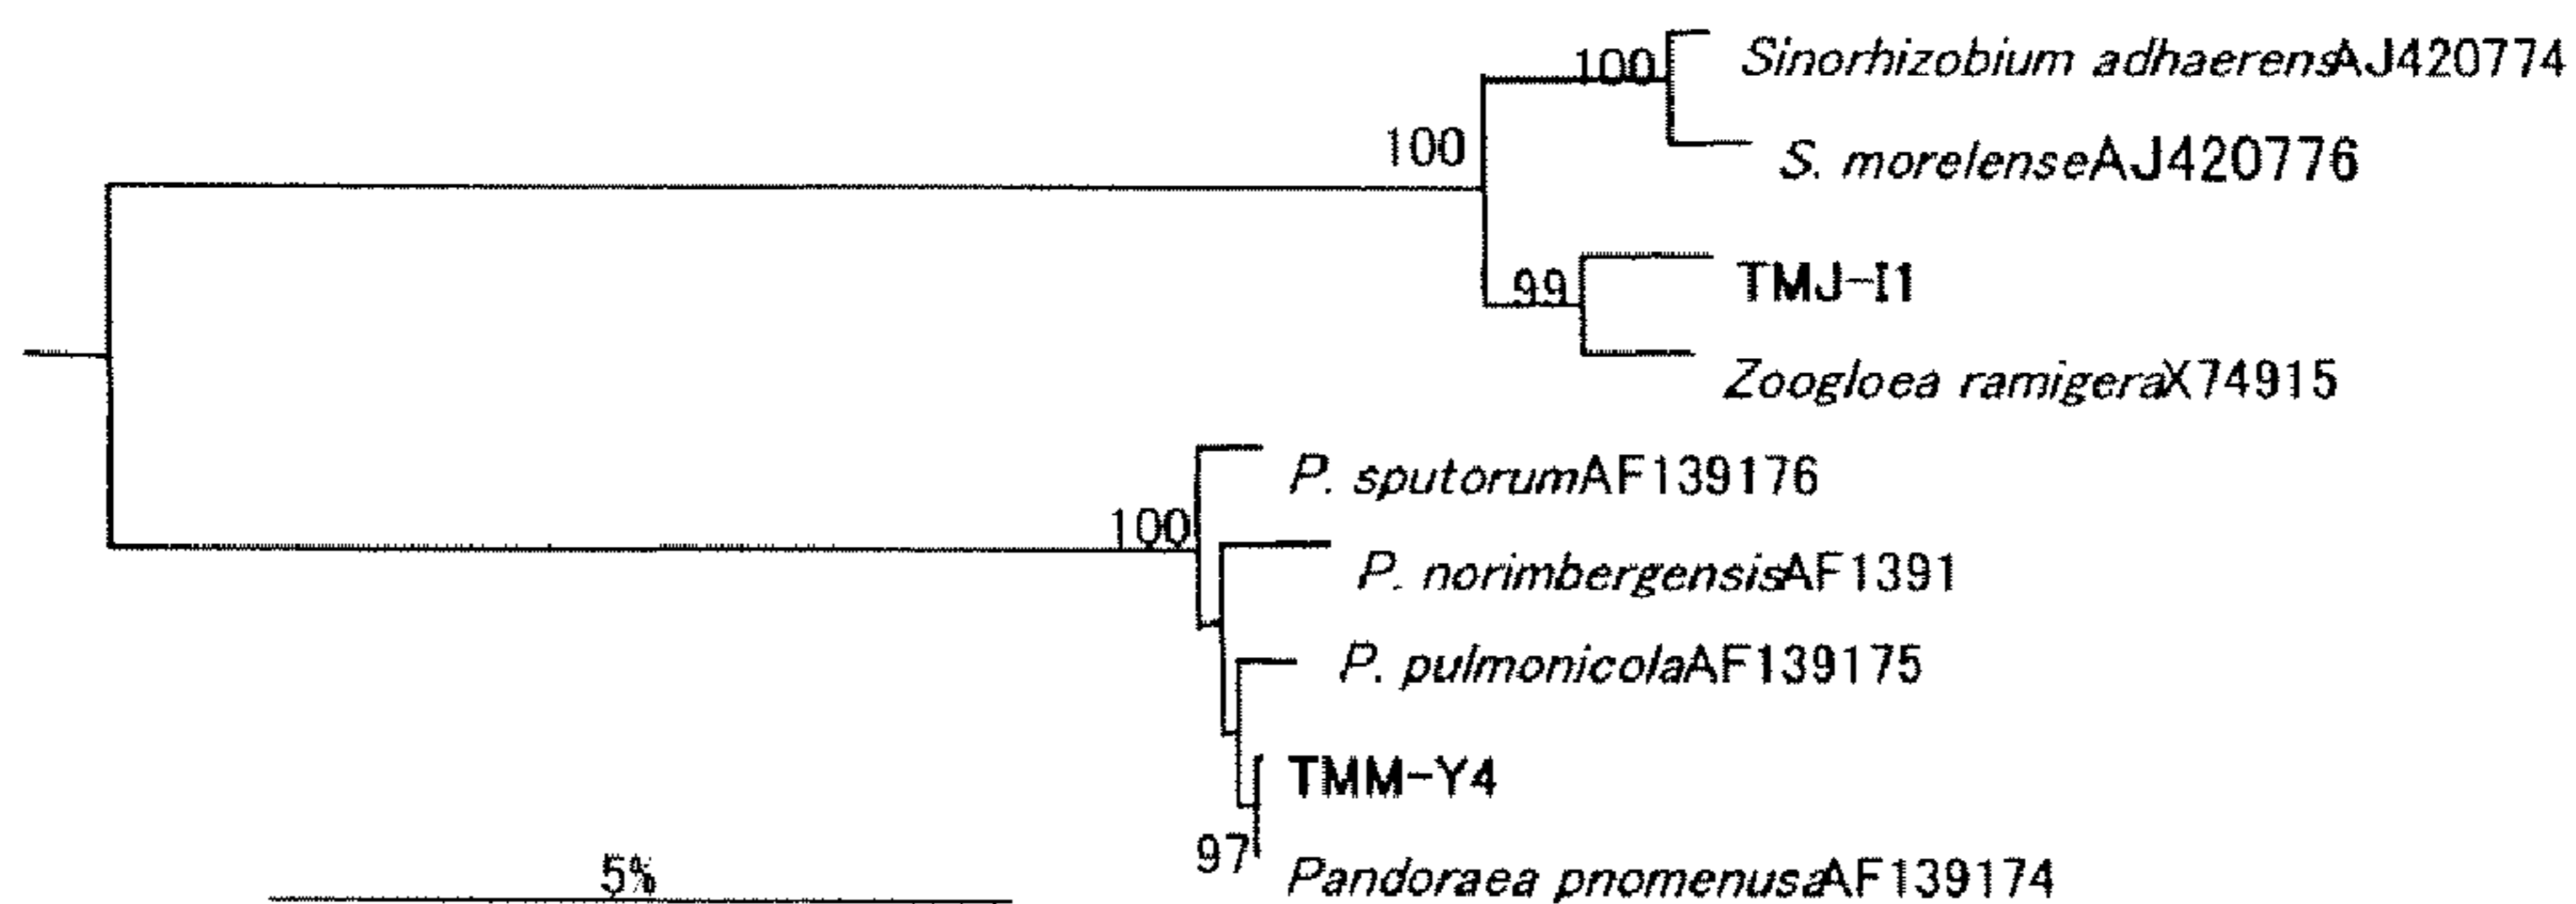 100 Sinorhizobium adhaerensAJ420774
100
S. morelenseAJ420776
99 TMJ-I1
Zoogloea ramigeraX74915
P. sputorumAF139176
100
P. norimbergensisAF1391
P. pulmonicolaAF139175
TMM-Y4
97
Pandoraea pnomenusaAF139174
5%